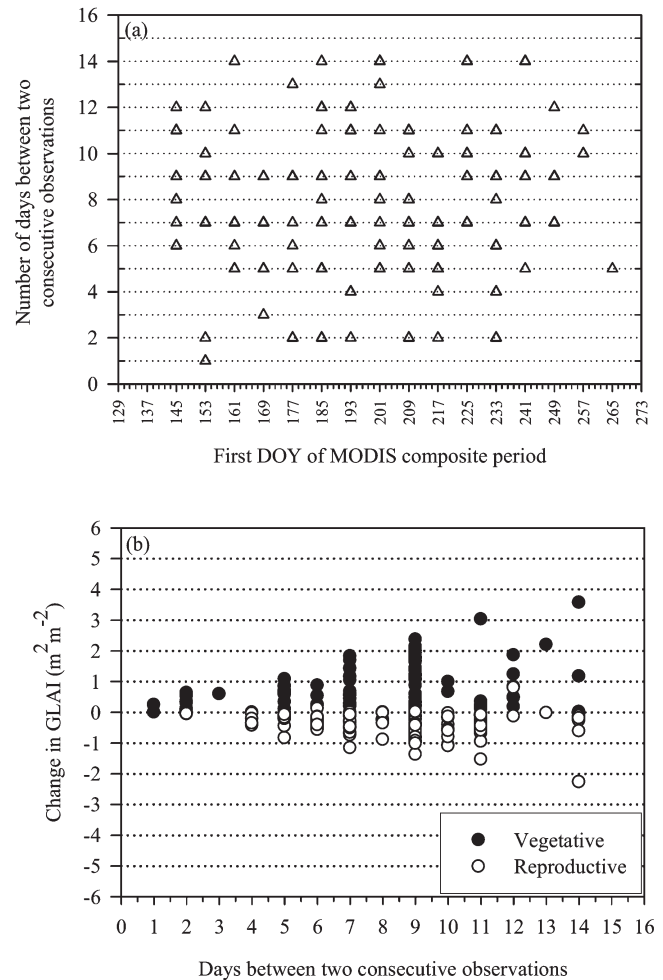 (a)
16
14
12
10
8
6
4
2
0
Number of days between two
consecutive observations
129 137 145 153 161 169 177 185 193 201 209 217 225 233 241 249 257 265 273
First DOY of MODIS composite period
(b)
6
5
4
3
2
1
0
-1
-2
-3
-4
-5
-6
Change in GLAI (m²m⁻²)
Vegetative
Reproductive
0 1 2 3 4 5 6 7 8 9 10 11 12 13 14 15 16
Days between two consecutive observations